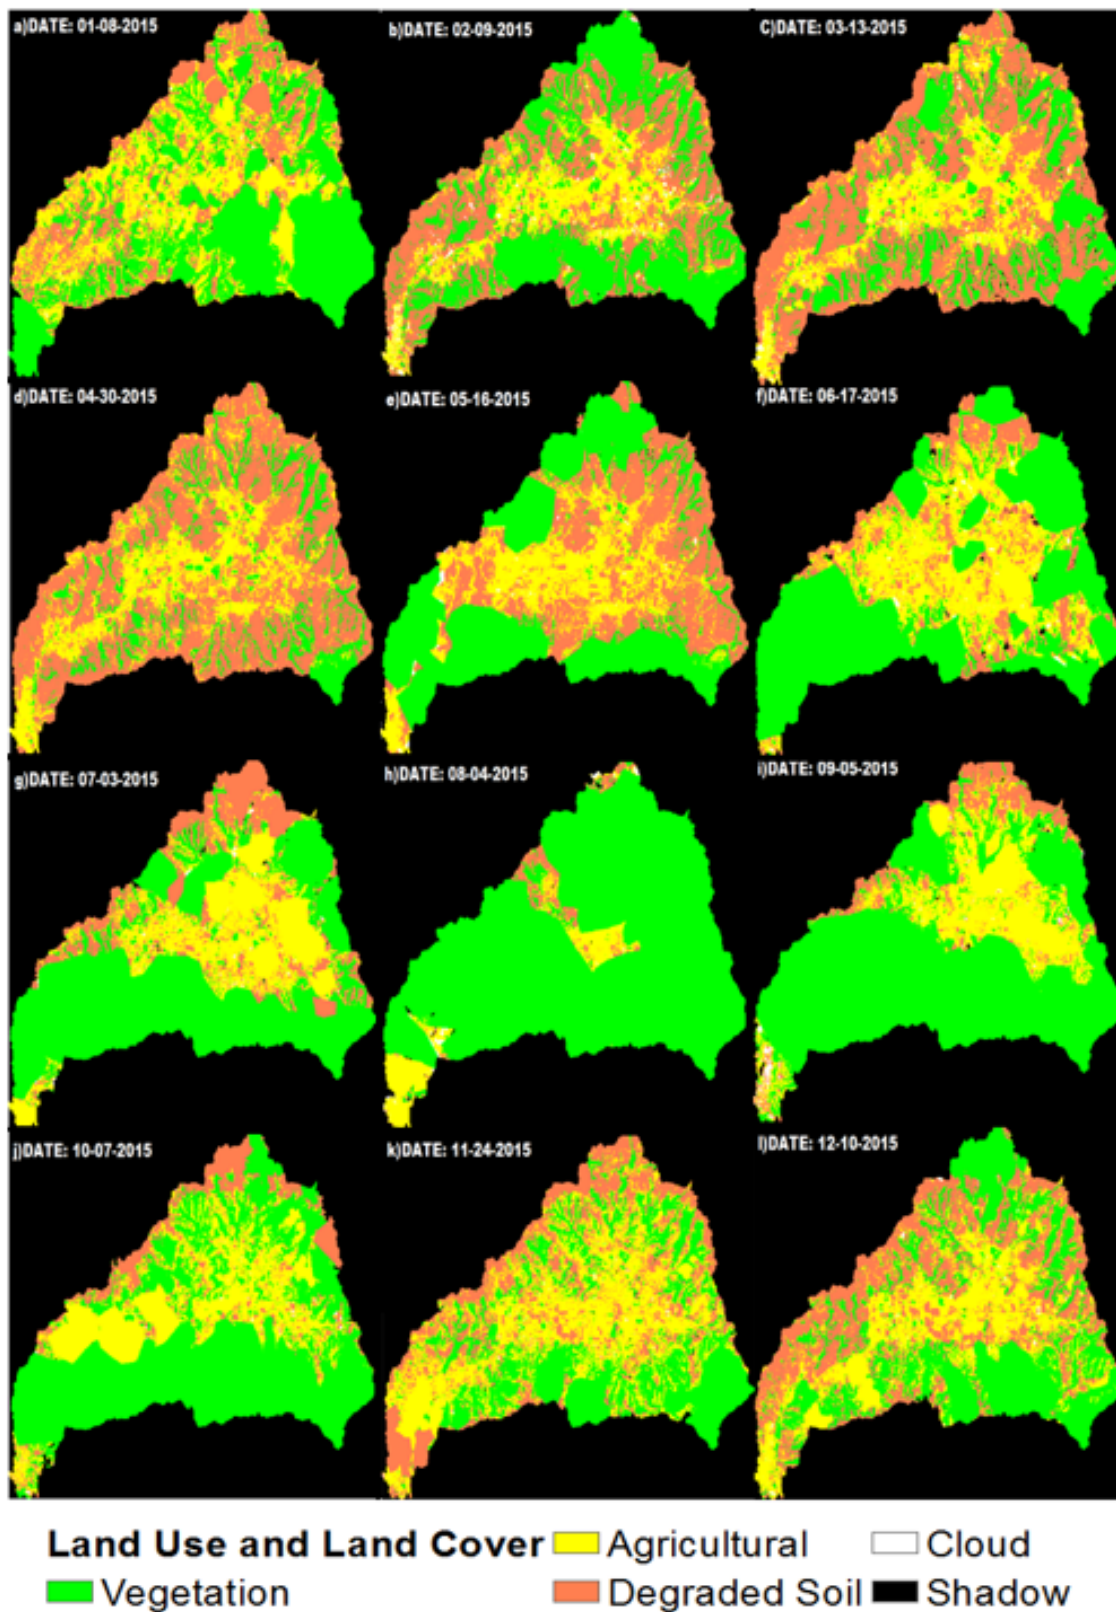 a)DATE: 01-08-2015
b)DATE: 02-09-2015
C)DATE: 03-13-2015
d)DATE: 04-30-2015
e)DATE: 05-16-2015
f)DATE: 06-17-2015
g)DATE: 07-03-2015
h)DATE: 08-04-2015
i)DATE: 09-05-2015
j)DATE: 10-07-2015
k)DATE: 11-24-2015
l)DATE: 12-10-2015
Land Use and Land Cover Agricultural Cloud
Vegetation Degraded Soil Shadow